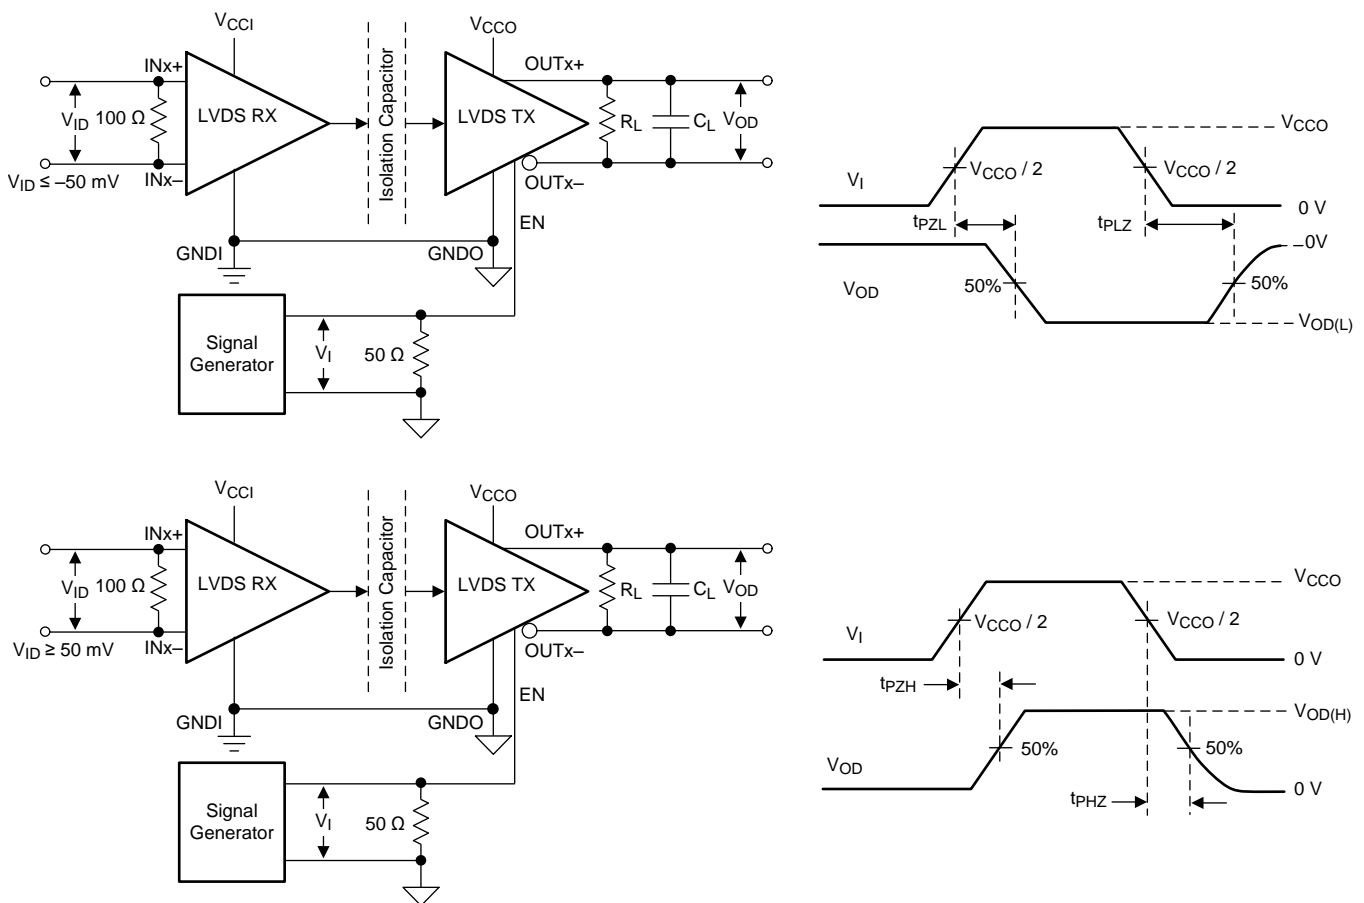 VCCI
VCCO
INx+
OUTx+
VID
100 Ω
LVDS RX
Isolation Capacitor
LVDS TX
RL
CL
VOD
INx–
OUTx–
VID ≤ –50 mV
EN
GNDI
GNDO
Signal
Generator
VI
50 Ω
VCCO
VI
VCCO / 2
VCCO / 2
0 V
tPZL
tPLZ
0V
VOD
50%
50%
VOD(L)
VCCI
VCCO
INx+
OUTx+
VID
100 Ω
LVDS RX
Isolation Capacitor
LVDS TX
RL
CL
VOD
INx–
OUTx–
VID ≥ 50 mV
EN
GNDI
GNDO
Signal
Generator
VI
50 Ω
VCCO
VI
VCCO / 2
VCCO / 2
0 V
tPZH
VOD(H)
50%
50%
VOD
tPHZ
0 V